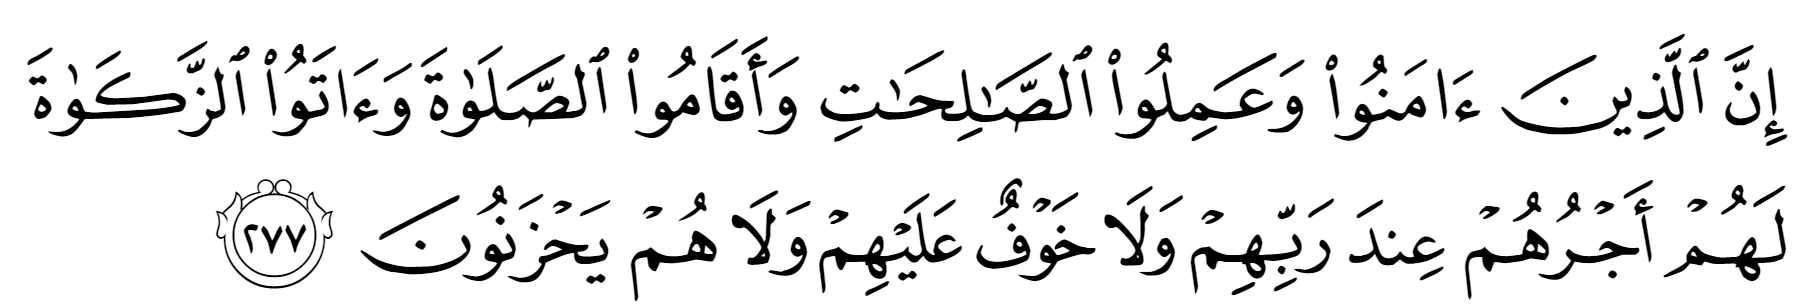 إِنَّ ٱلَّذِينَ ءَامَنُوا۟ وَعَمِلُوا۟ ٱلصَّـٰلِحَـٰتِ وَأَقَامُوا۟ ٱلصَّلَوٰةَ وَءَاتَوُا۟ ٱلزَّكَوٰةَ
لَهُمْ أَجْرُهُمْ عِندَ رَبِّهِمْ وَلَا خَوْفٌ عَلَيْهِمْ وَلَا هُمْ يَحْزَنُونَ ٢٧٧